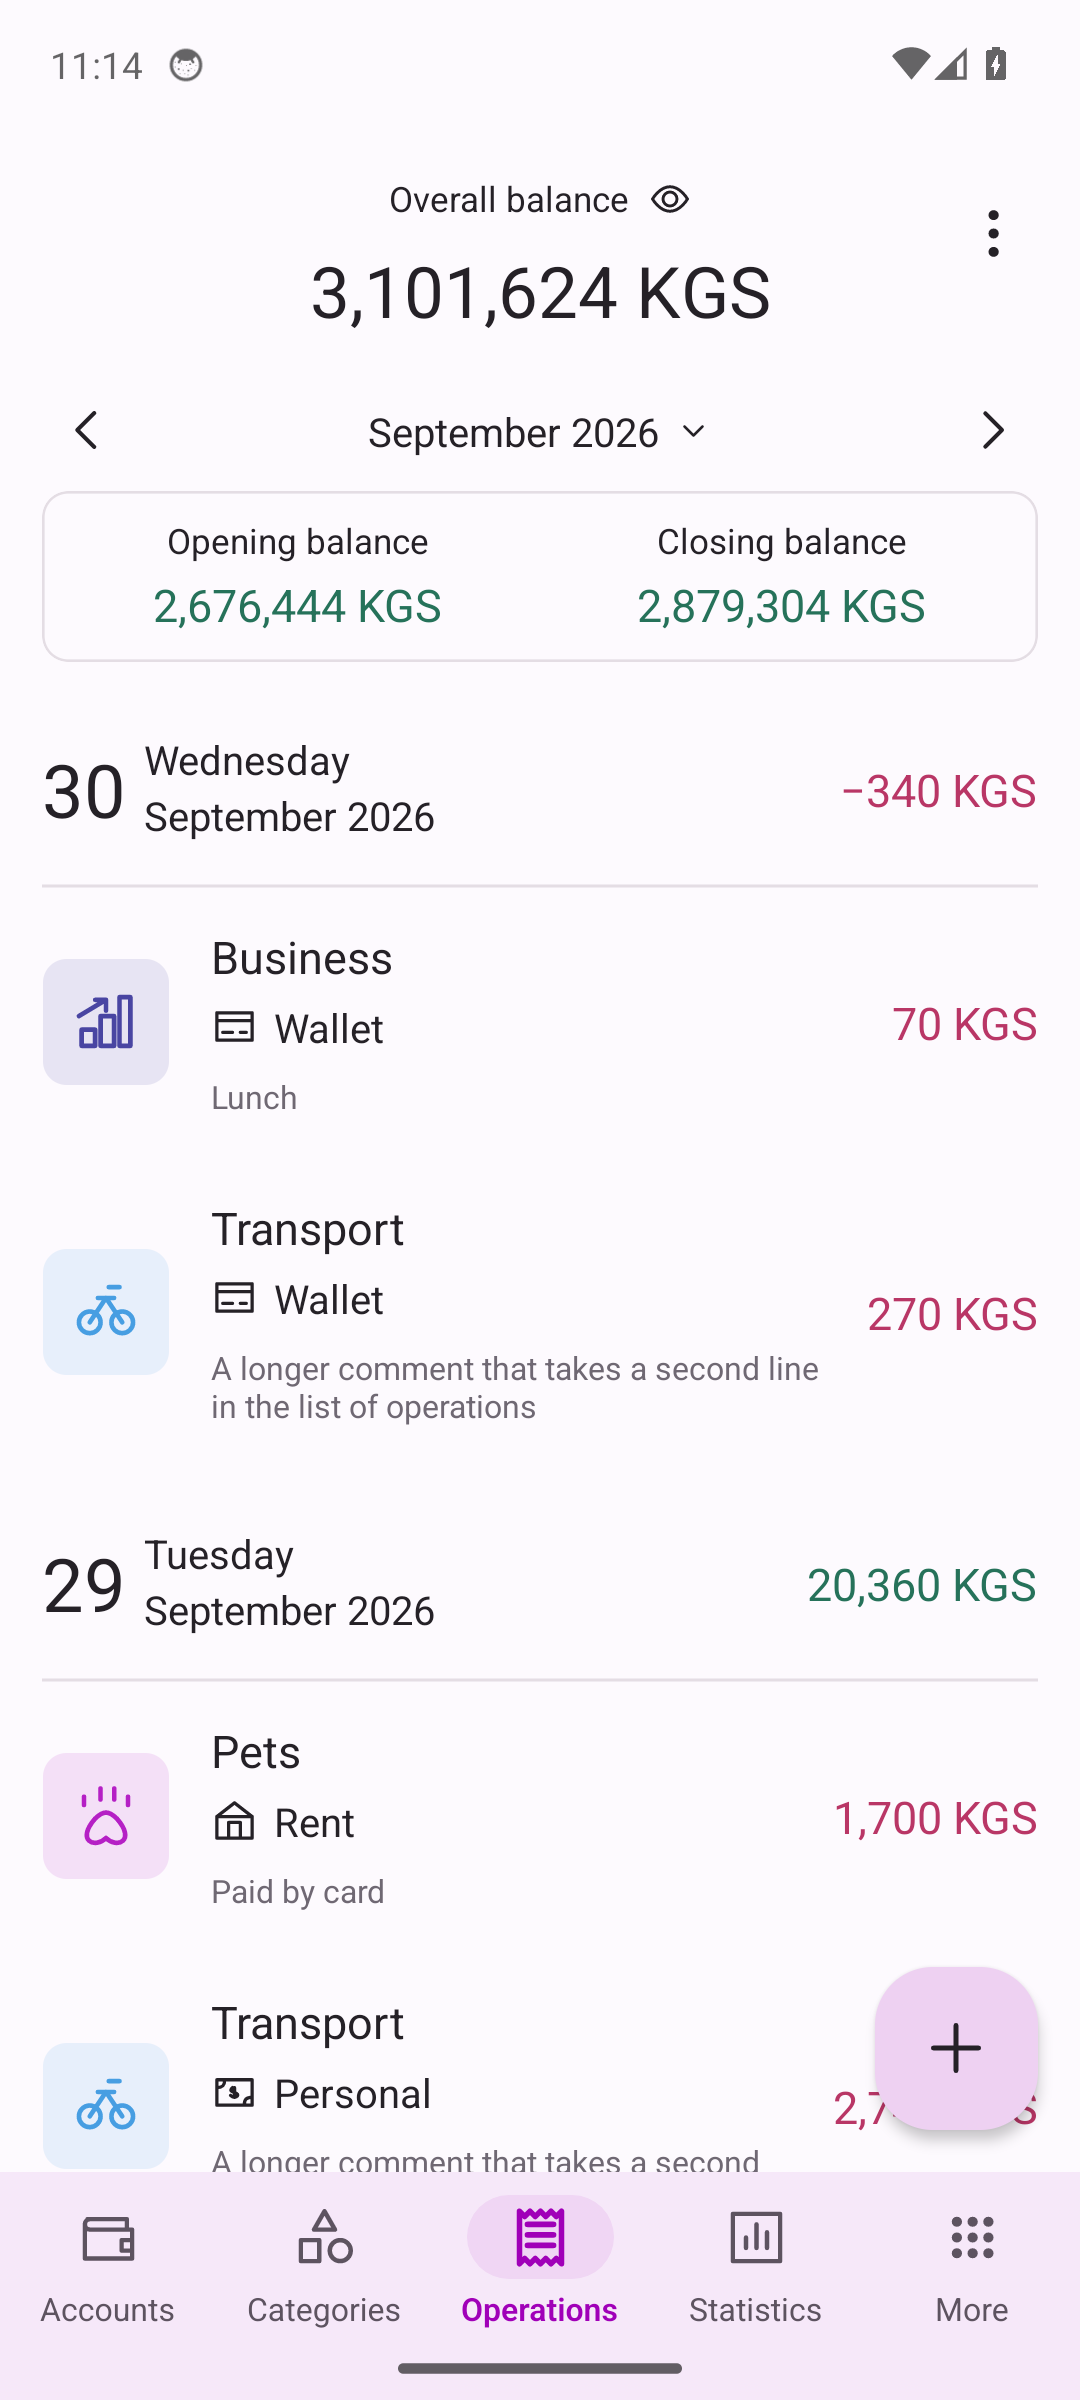 11:14
Overall balance
3,101,624 KGS
September 2026
Opening balance
2,676,444 KGS
Closing balance
2,879,304 KGS
30
Wednesday
September 2026
−340 KGS
Business
Wallet
Lunch
70 KGS
Transport
Wallet
A longer comment that takes a second line
in the list of operations
270 KGS
29
Tuesday
September 2026
20,360 KGS
Pets
Rent
Paid by card
1,700 KGS
Transport
Personal
A longer comment that takes a second
Accounts
Categories
Operations
Statistics
More